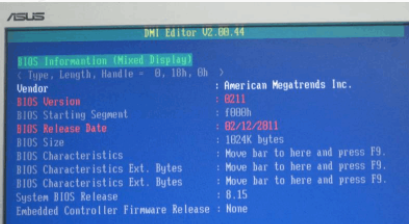 ASUS
DMI Editor V2.00.44
BIOS Information (Mixed Display)
( Type, Length, Handle - 0, 18h, 0h )
Vendor : American Megatrends Inc.
BIOS Version : 0211
BIOS Starting Segment : f000h
BIOS Release Date : 02/12/2011
BIOS Size : 1024K bytes
BIOS Characteristics : Move bar to here and press F9.
BIOS Characteristics Ext. Bytes : Move bar to here and press F9.
BIOS Characteristics Ext. Bytes : Move bar to here and press F9.
System BIOS Release : 8.15
Embedded Controller Firmware Release : None